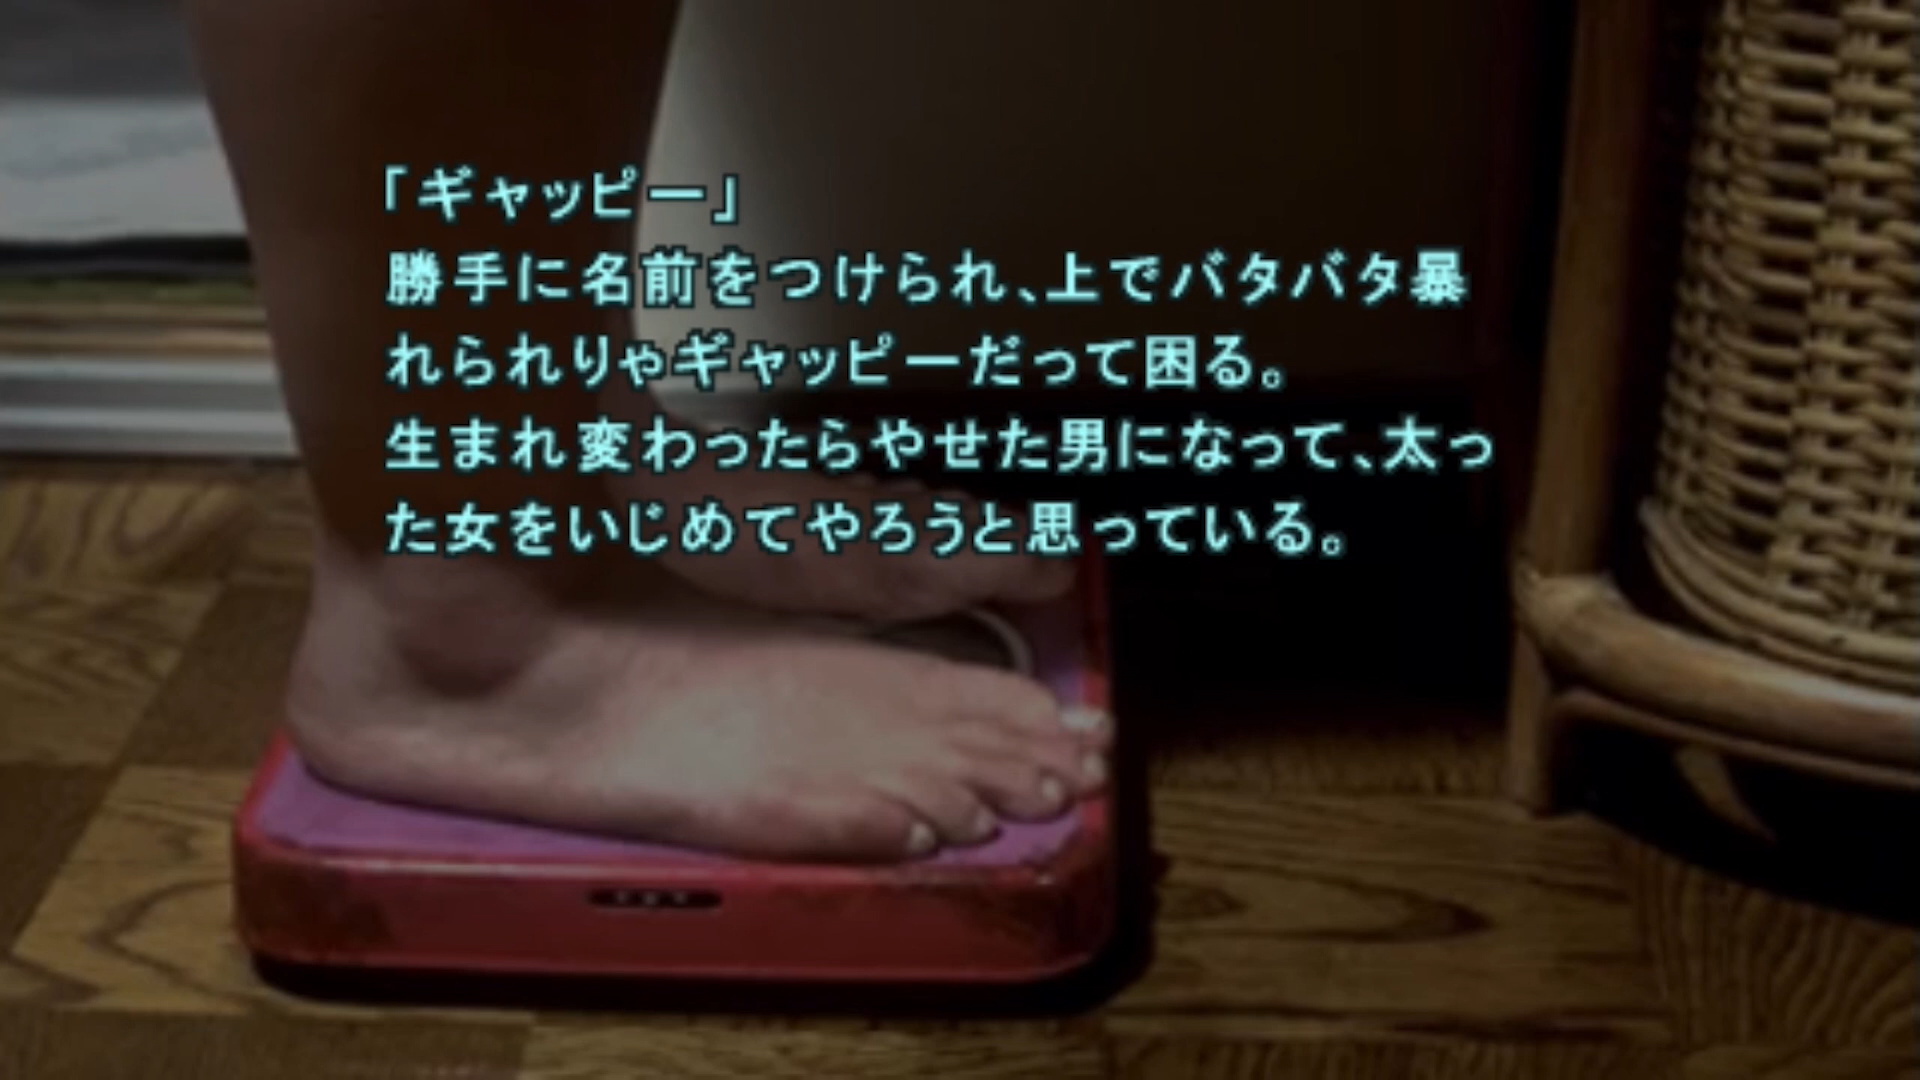 「ギャッピー」
勝手に名前をつけられ、上でバタバタ暴
れられりゃギャッピーだって困る。
生まれ変わったらやせた男になって、太っ
た女をいじめてやろうと思っている。